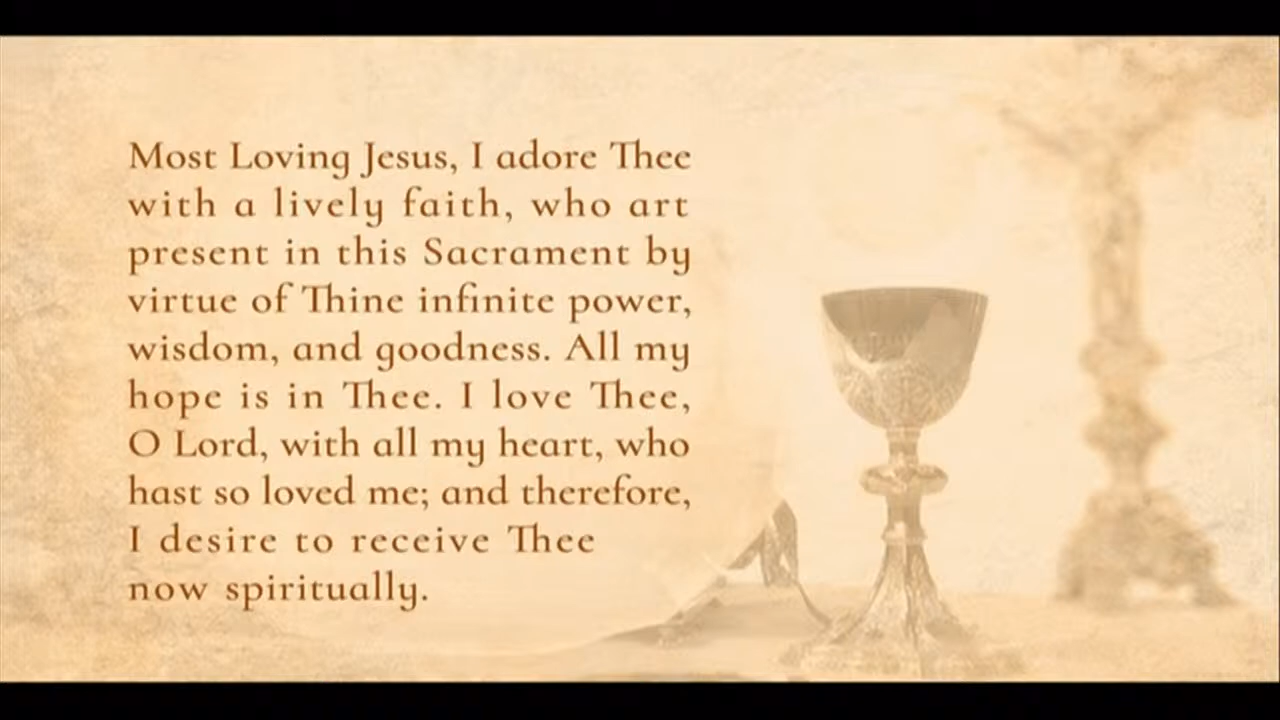 Most Loving Jesus, I adore Thee
with a lively faith, who art
present in this Sacrament by
virtue of Thine infinite power,
wisdom, and goodness. All my
hope is in Thee. I love Thee,
O Lord, with all my heart, who
hast so loved me; and therefore,
I desire to receive Thee
now spiritually.